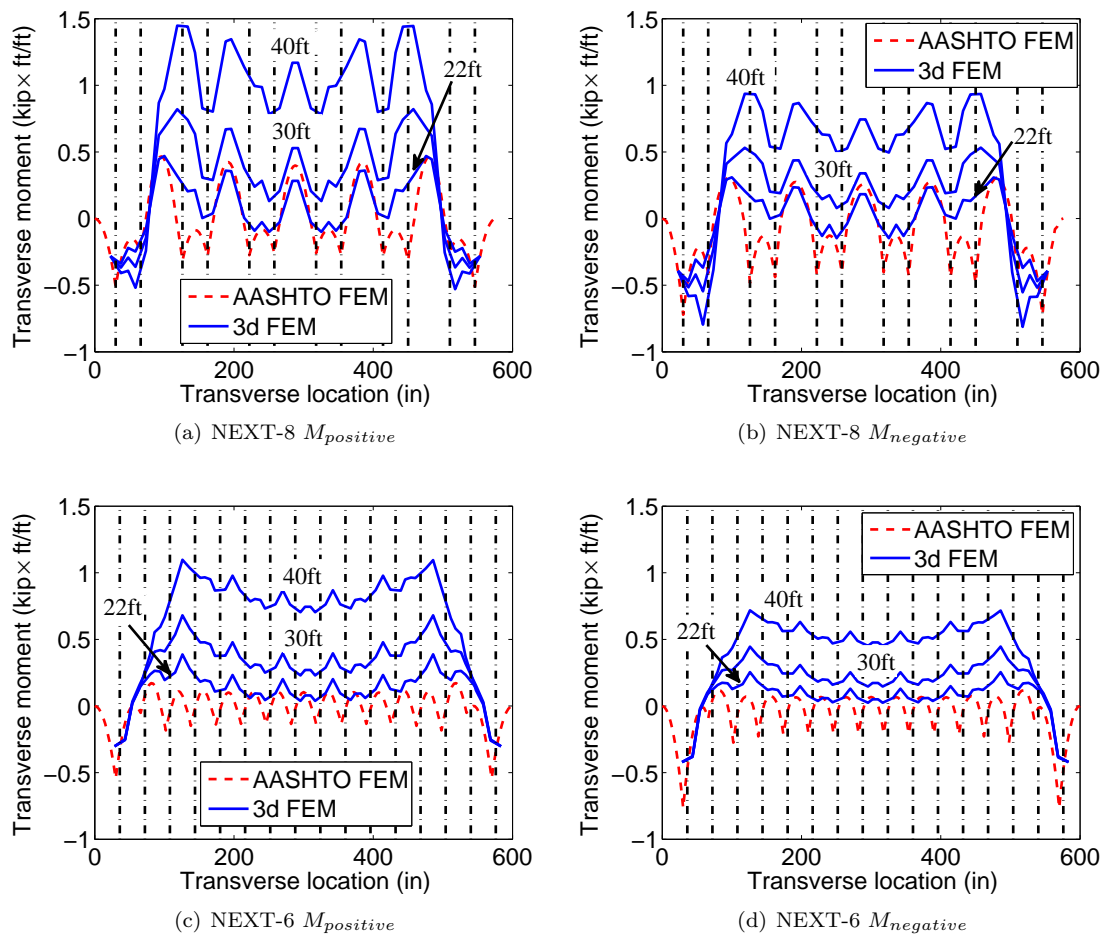 1.5
1
0.5
0
−0.5
−1
0
200
400
600
Transverse location (in)
Transverse moment (kip× ft/ft)
40ft
30ft
22ft
AASHTO FEM
3d FEM
(a) NEXT-8 M_positive
1.5
1
0.5
0
−0.5
−1
0
200
400
600
Transverse location (in)
Transverse moment (kip× ft/ft)
40ft
30ft
22ft
AASHTO FEM
3d FEM
(b) NEXT-8 M_negative
1.5
1
0.5
0
−0.5
−1
0
200
400
600
Transverse location (in)
Transverse moment (kip× ft/ft)
40ft
22ft
30ft
AASHTO FEM
3d FEM
(c) NEXT-6 M_positive
1.5
1
0.5
0
−0.5
−1
0
200
400
600
Transverse location (in)
Transverse moment (kip× ft/ft)
40ft
22ft
30ft
AASHTO FEM
3d FEM
(d) NEXT-6 M_negative